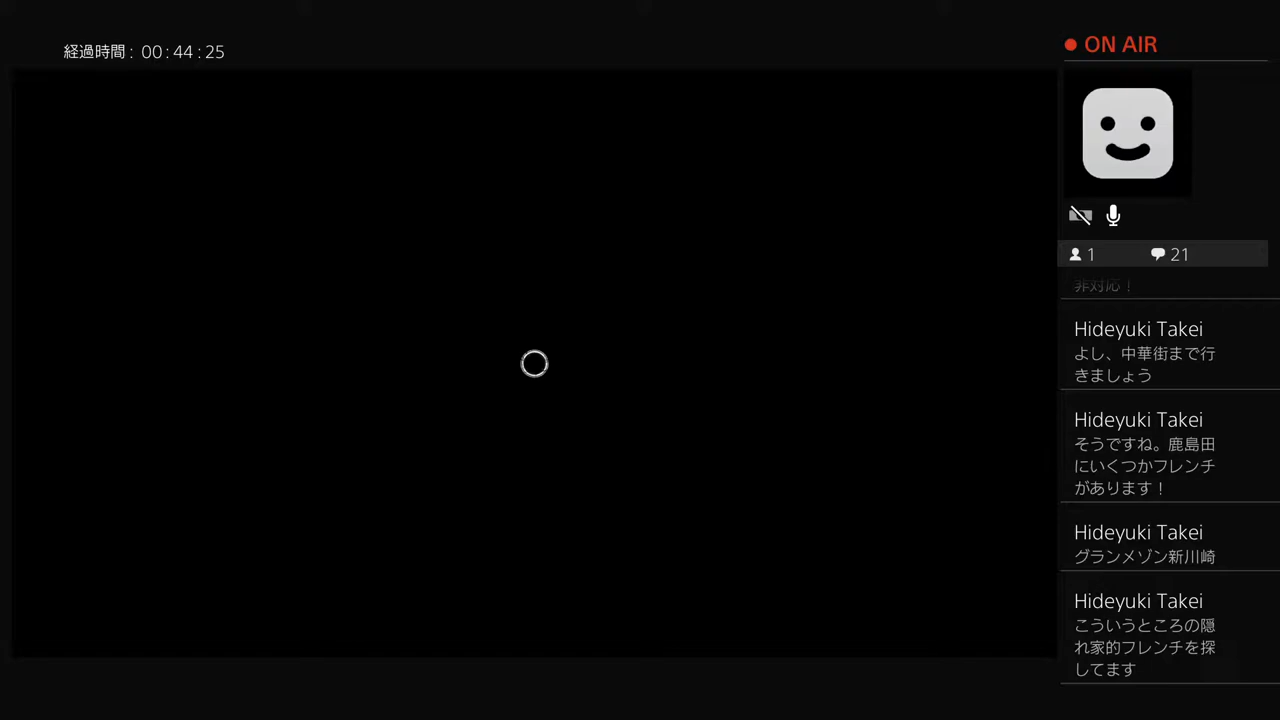 経過時間 : 00 : 44 : 25
ON AIR
1 21
非対応！
Hideyuki Takei
よし、中華街まで行
きましょう
Hideyuki Takei
そうですね。鹿島田
にいくつかフレンチ
があります！
Hideyuki Takei
グランメゾン新川崎
Hideyuki Takei
こういうところの隠
れ家的フレンチを探
してます